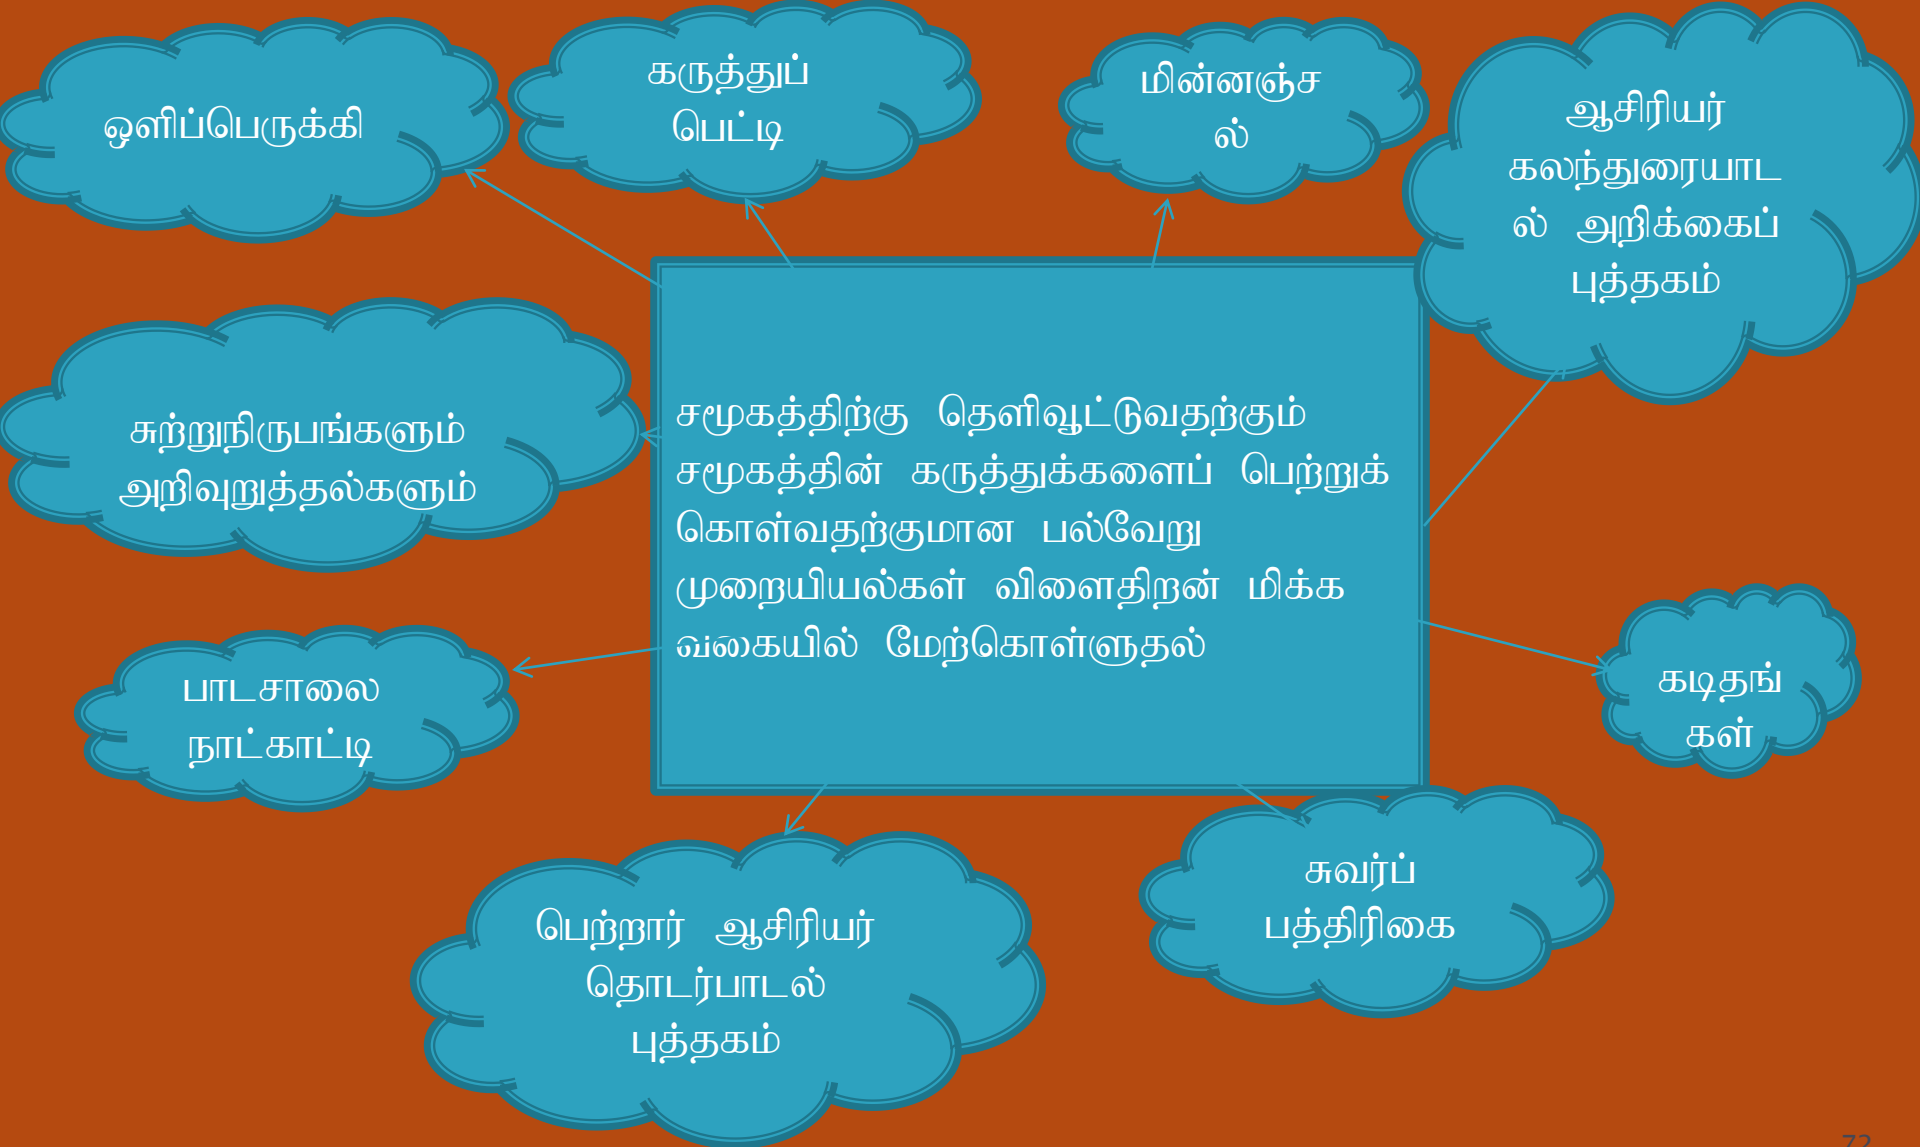 ஒளிப்பெருக்கி
கருத்துப்
பெட்டி
மின்னஞ்ச
ல்
ஆசிரியர்
கலந்துரையாட
ல் அறிக்கைப்
புத்தகம்
சுற்றுநிருபங்களும்
அறிவுறுத்தல்களும்
சமூகத்திற்கு தெளிவூட்டுவதற்கும்
சமூகத்தின் கருத்துக்களைப் பெற்றுக்
கொள்வதற்குமான பல்வேறு
முறையியல்கள் விளைதிறன் மிக்க
வகையில் மேற்கொள்ளுதல்
பாடசாலை
நாட்காட்டி
கடிதங்
கள்
பெற்றார் ஆசிரியர்
தொடர்பாடல்
புத்தகம்
சுவர்ப்
பத்திரிகை
72